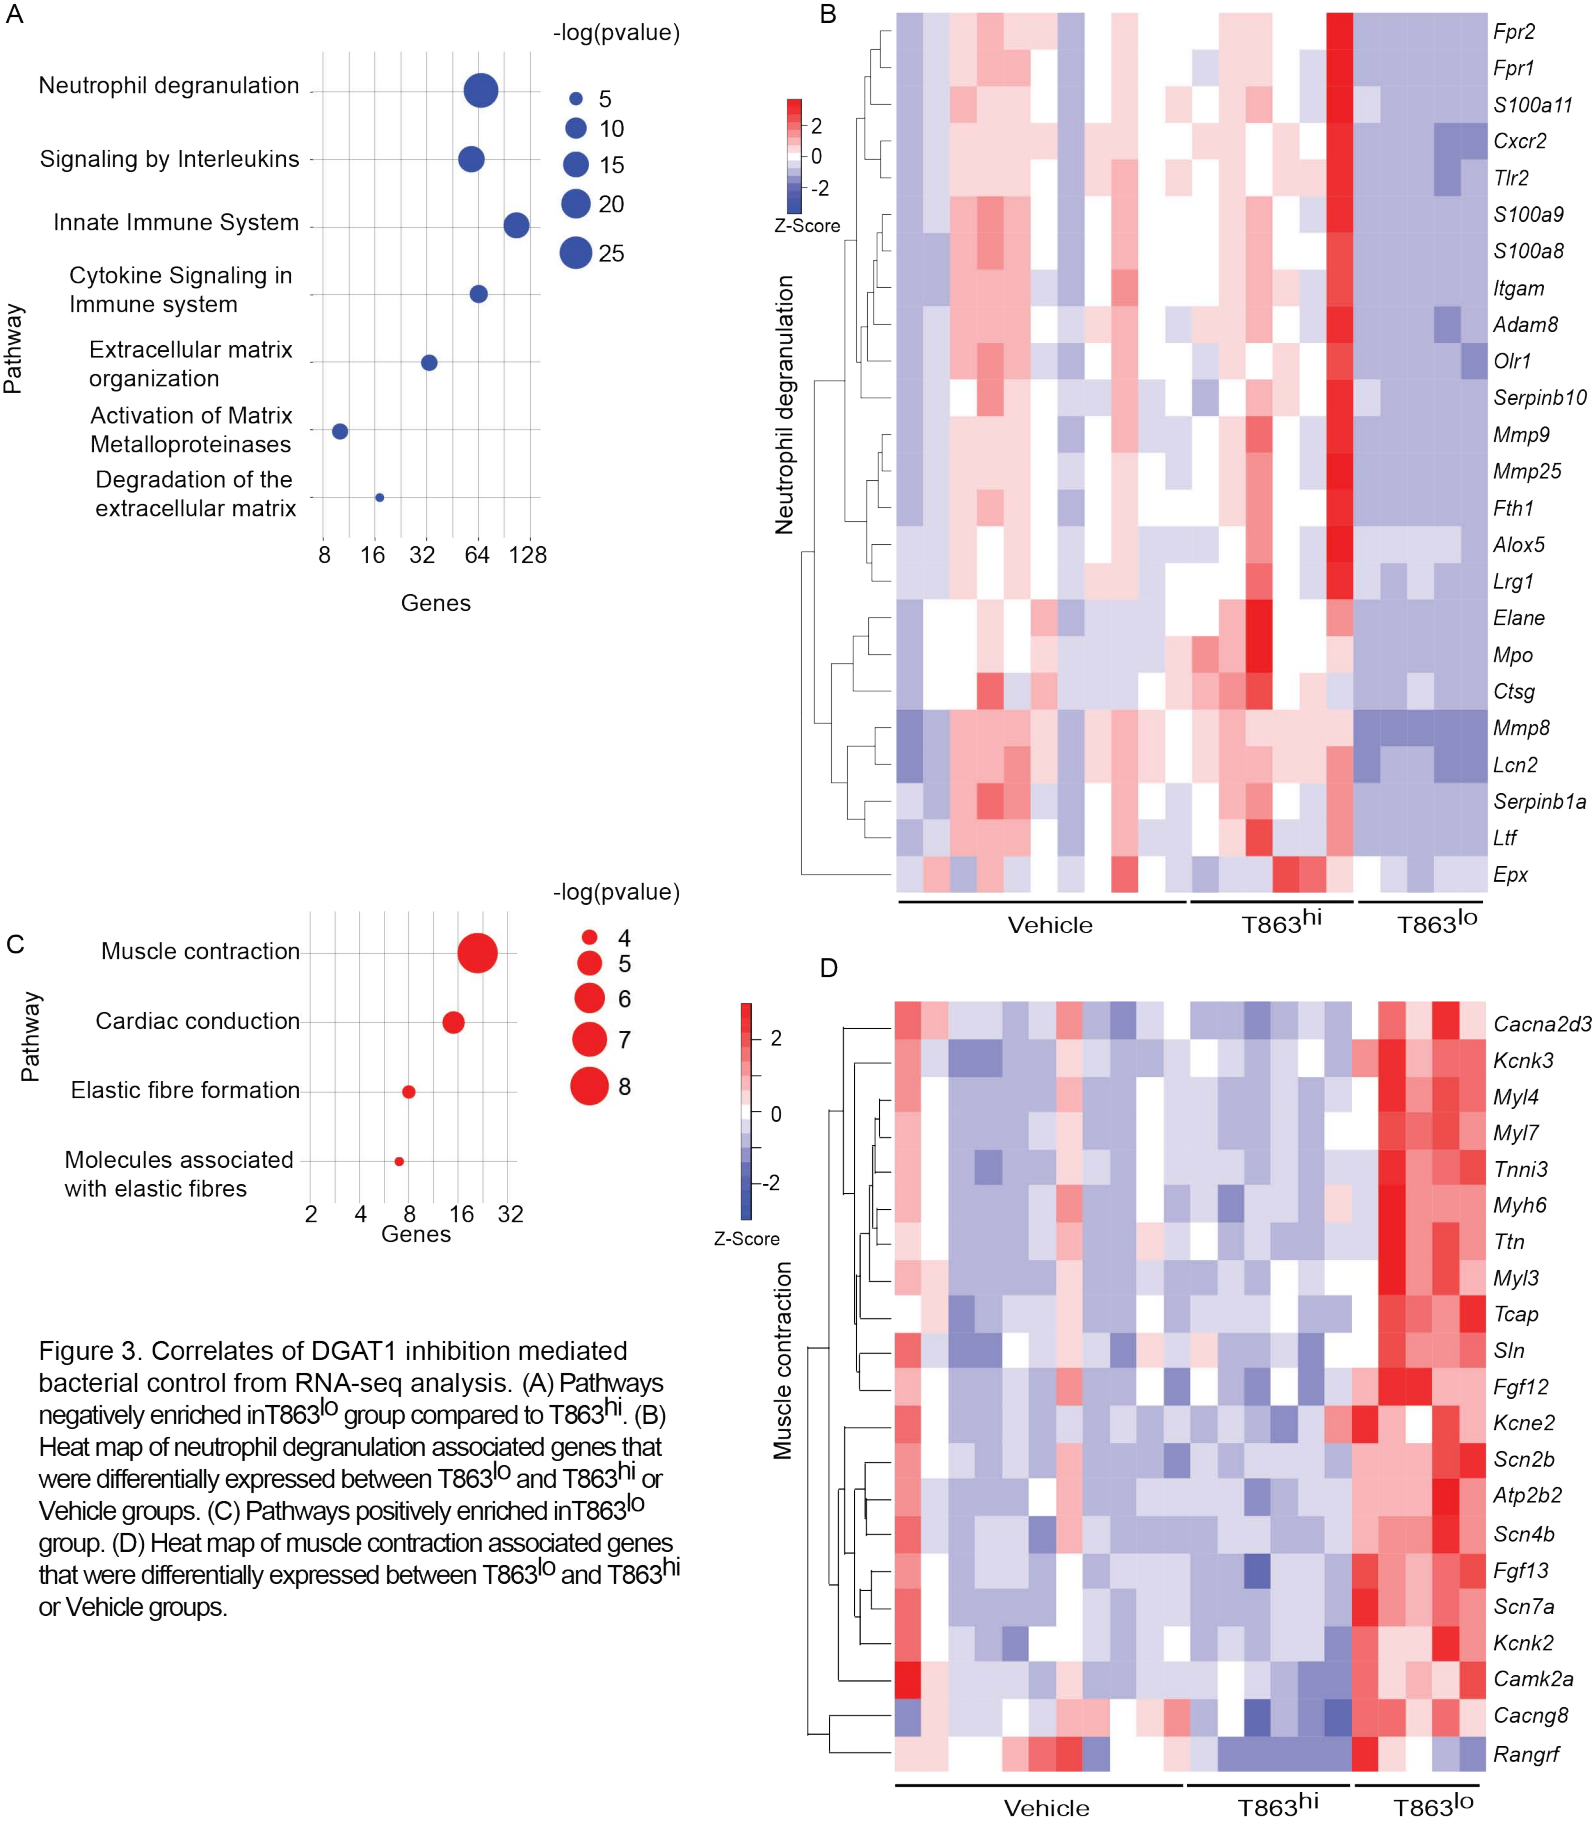 A
-log(pvalue)
Neutrophil degranulation
Signaling by Interleukins
Innate Immune System
Cytokine Signaling in
Immune system
Extracellular matrix
organization
Activation of Matrix
Metalloproteinases
Degradation of the
extracellular matrix
Pathway
5
10
15
20
25
8 16 32 64 128
Genes
B
2
0
-2
Z-Score
Neutrophil degranulation
Fpr2
Fpr1
S100a11
Cxcr2
Tlr2
S100a9
S100a8
Itgam
Adam8
Olr1
Serpinb10
Mmp9
Mmp25
Fth1
Alox5
Lrg1
Elane
Mpo
Ctsg
Mmp8
Lcn2
Serpinb1a
Ltf
Epx
Vehicle T863hi T863lo
C
-log(pvalue)
Muscle contraction
Cardiac conduction
Elastic fibre formation
Molecules associated
with elastic fibres
Pathway
4
5
6
7
8
2 4 8 16 32
Genes
D
2
0
-2
Z-Score
Muscle contraction
Cacna2d3
Kcnk3
Myl4
Myl7
Tnni3
Myh6
Ttn
Myl3
Tcap
Sln
Fgf12
Kcne2
Scn2b
Atp2b2
Scn4b
Fgf13
Scn7a
Kcnk2
Camk2a
Cacng8
Rangrf
Vehicle T863hi T863lo
Figure 3. Correlates of DGAT1 inhibition mediated
bacterial control from RNA-seq analysis. (A) Pathways
negatively enriched inT863lo group compared to T863hi. (B)
Heat map of neutrophil degranulation associated genes that
were differentially expressed between T863lo and T863hi or
Vehicle groups. (C) Pathways positively enriched inT863lo
group. (D) Heat map of muscle contraction associated genes
that were differentially expressed between T863lo and T863hi
or Vehicle groups.